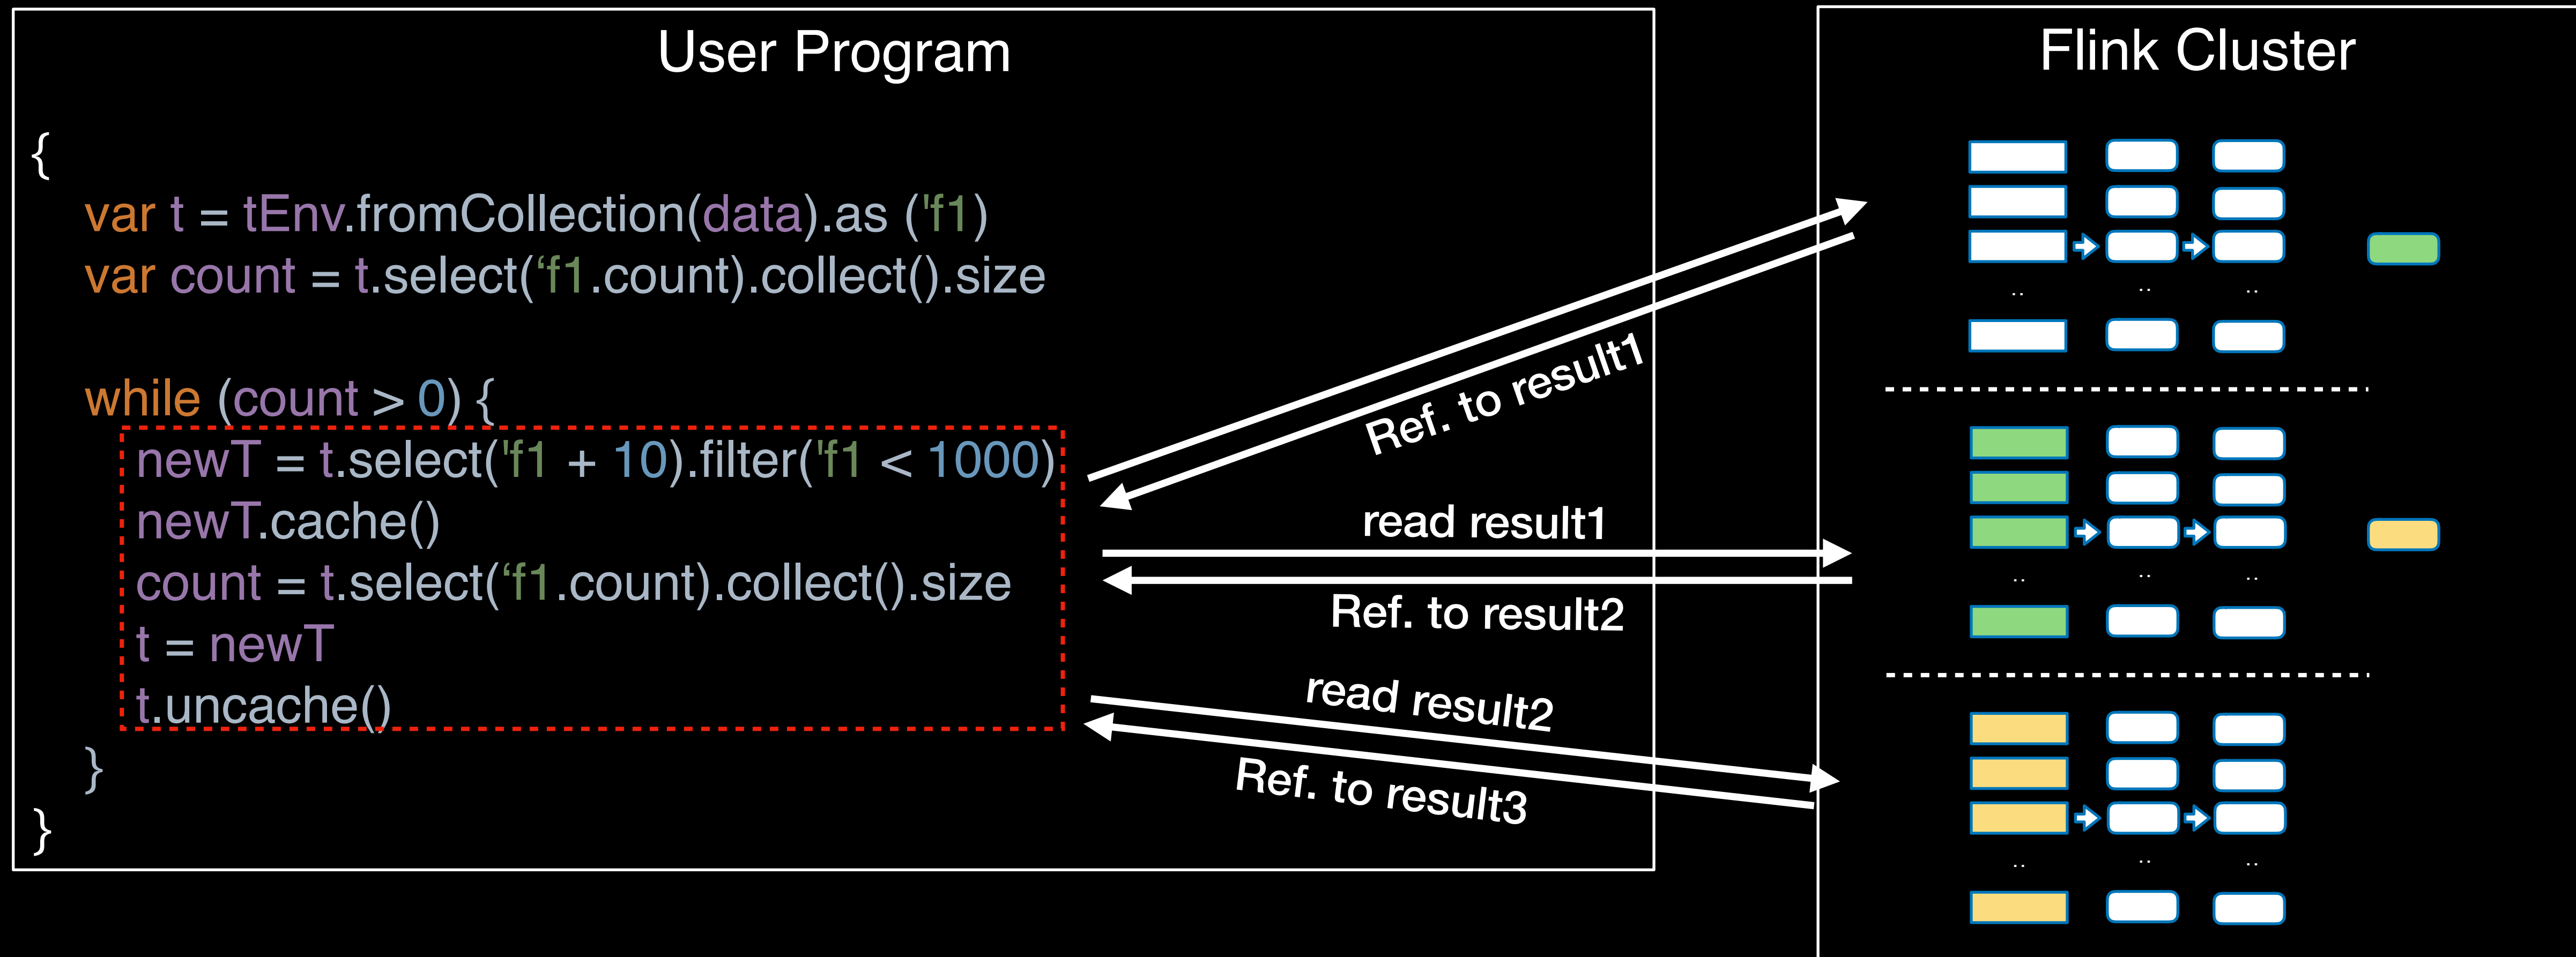 User Program
{
var t = tEnv.fromCollection(data).as ('f1)
var count = t.select(‘f1.count).collect().size
while (count > 0) {
newT = t.select('f1 + 10).filter('f1 < 1000)
newT.cache()
count = t.select(‘f1.count).collect().size
t = newT
t.uncache()
}
}
Ref. to result1
read result1
Ref. to result2
read result2
Ref. to result3
Flink Cluster
.. .. ..
.. .. ..
.. .. ..